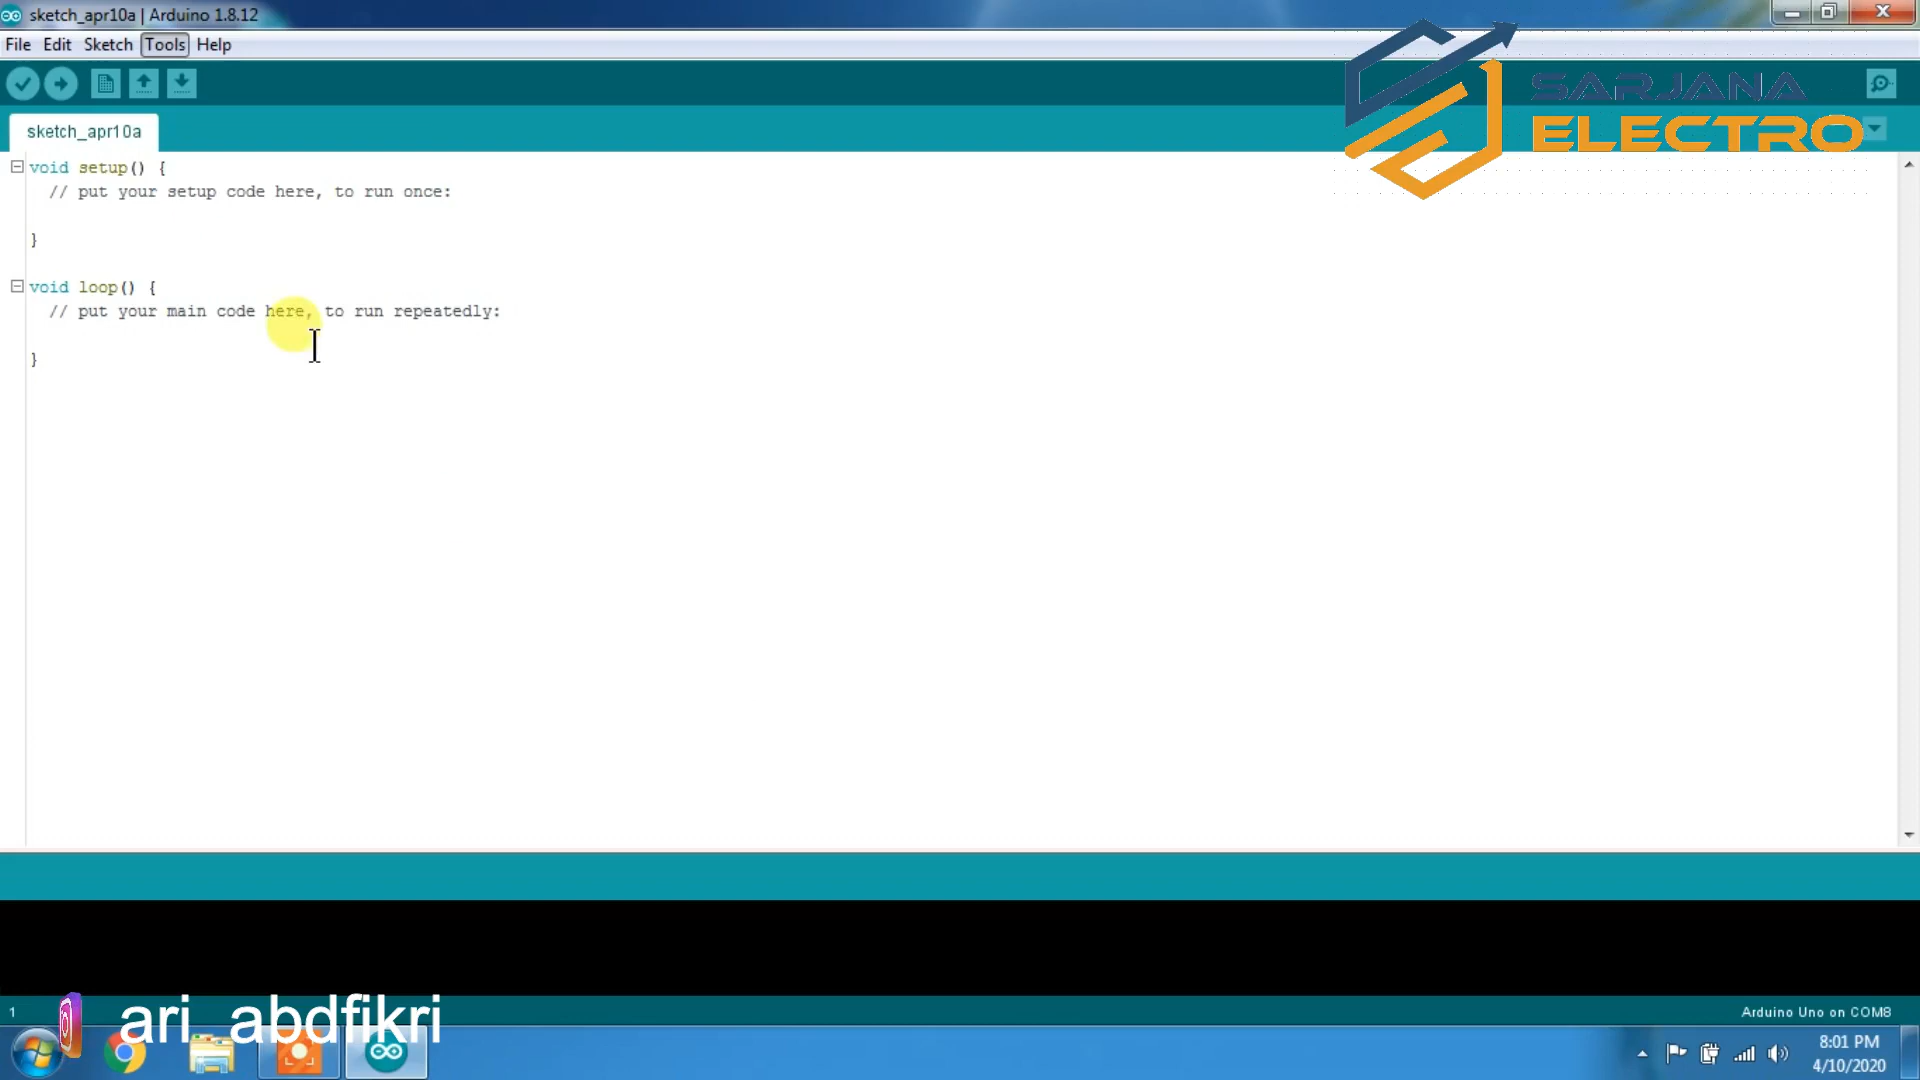 sketch_apr10a | Arduino 1.8.12
File Edit Sketch Tools Help
SARJANA
ELECTRO
sketch_apr10a
void setup() {
// put your setup code here, to run once:
}
void loop() {
// put your main code here, to run repeatedly:
}
1
Arduino Uno on COM8
ari_abdfikri
8:01 PM
4/10/2020